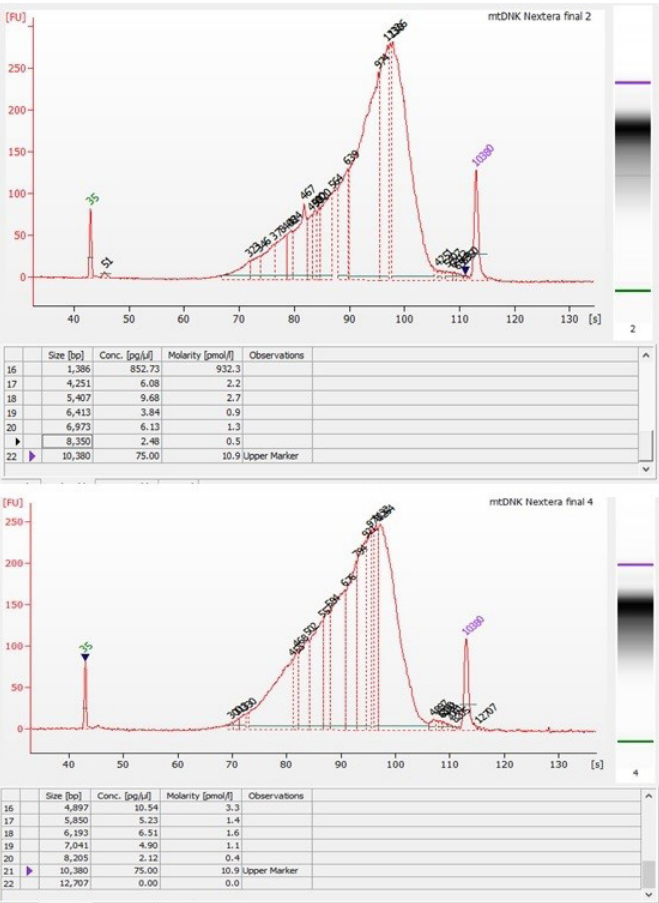 [FU]
mtDNK Nextera final 2
250
200
150
100
50
0
35
51
323
346
467
564
639
974
10380
40 50 60 70 80 90 100 110 120 130 [s]
2
Size [bp] Conc. [pg/µl] Molarity [pmol/l] Observations
16 1,386 852.73 932.3
17 4,251 6.08 2.2
18 5,407 9.68 2.7
19 6,413 3.84 0.9
20 6,973 6.13 1.3
8,350 2.48 0.5
22 10,380 75.00 10.9 Upper Marker
[FU]
mtDNK Nextera final 4
250
200
150
100
50
0
35
502
676
794
10380
12707
40 50 60 70 80 90 100 110 120 130 [s]
4
Size [bp] Conc. [pg/µl] Molarity [pmol/l] Observations
16 4,897 10.54 3.3
17 5,850 5.23 1.4
18 6,193 6.51 1.6
19 7,041 4.90 1.1
20 8,205 2.12 0.4
21 10,380 75.00 10.9 Upper Marker
22 12,707 0.00 0.0